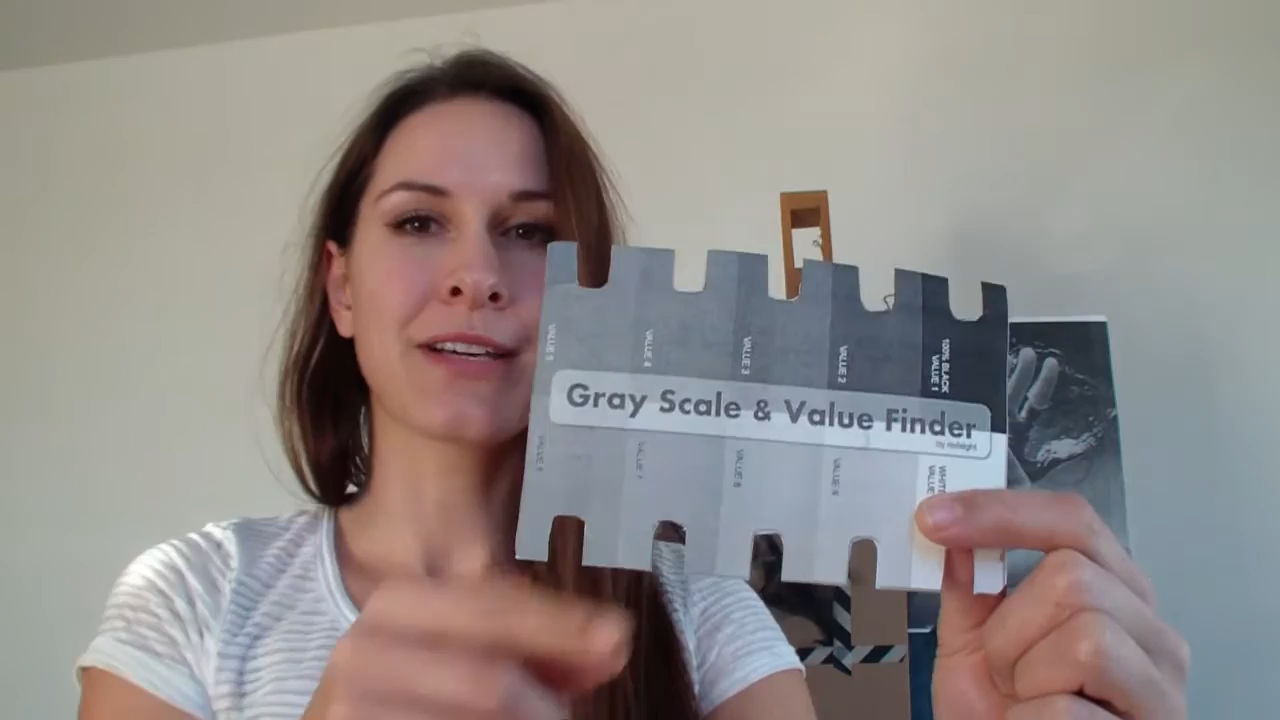 VALUE 5
VALUE 4
VALUE 3
VALUE 2
100% BLACK
VALUE 1
Gray Scale & Value Finder
VALUE 6
VALUE 7
VALUE 8
VALUE 9
WHITE
VALUE